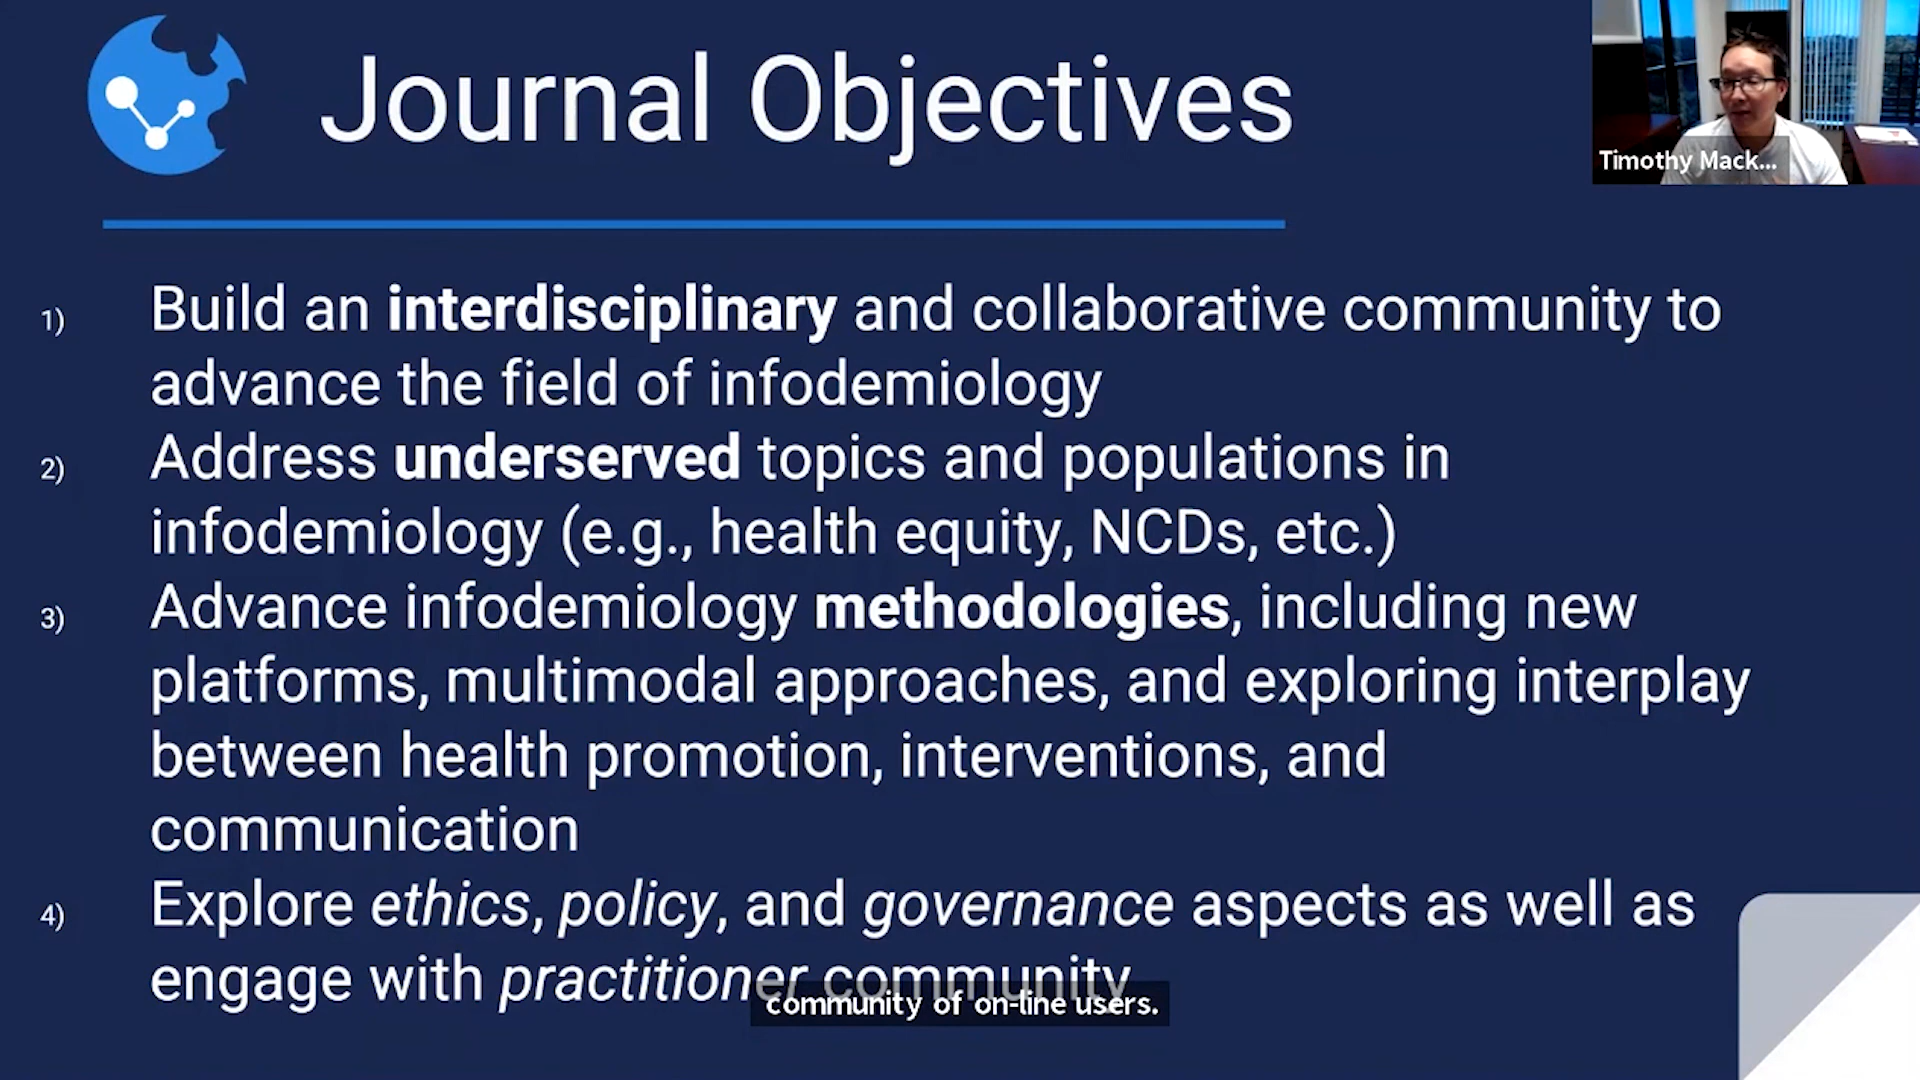 Journal Objectives
Timothy Mack...
1) Build an interdisciplinary and collaborative community to
advance the field of infodemiology
2) Address underserved topics and populations in
infodemiology (e.g., health equity, NCDs, etc.)
3) Advance infodemiology methodologies, including new
platforms, multimodal approaches, and exploring interplay
between health promotion, interventions, and
communication
4) Explore ethics, policy, and governance aspects as well as
engage with practitioner community
community of on-line users.